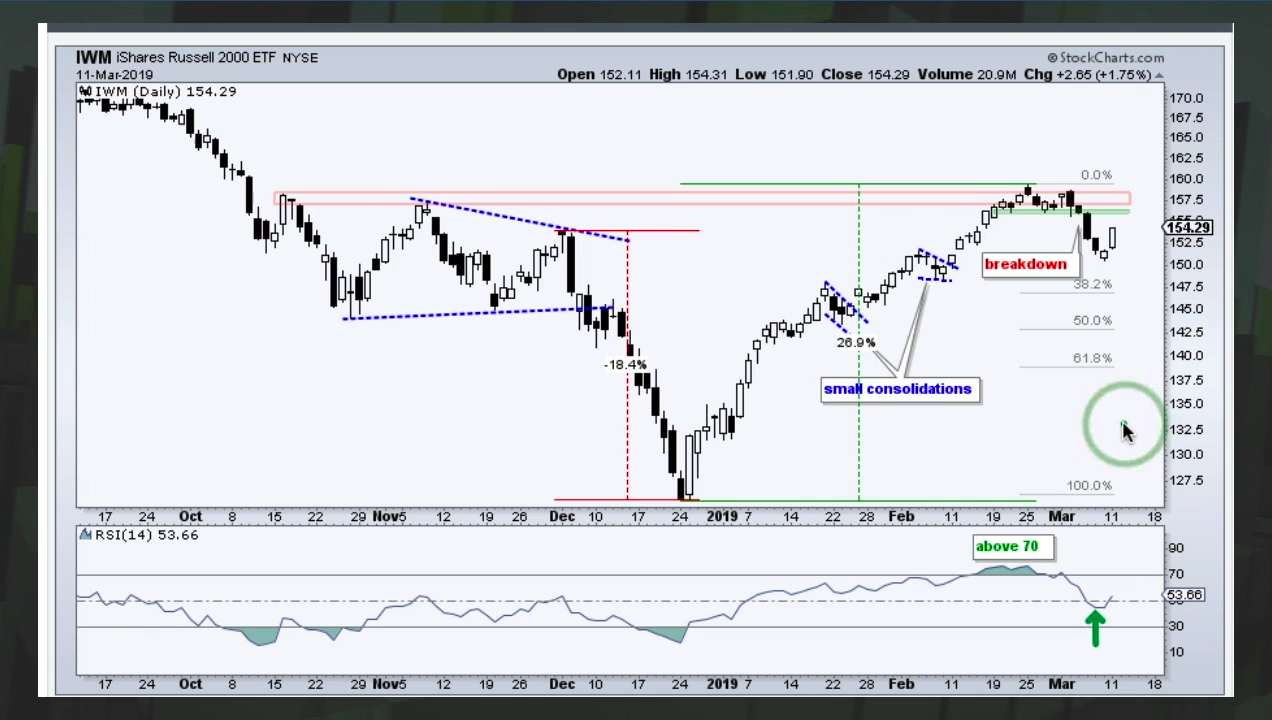 IWM iShares Russell 2000 ETF NYSE
© StockCharts.com
11-Mar-2019
Open 152.11 High 154.31 Low 151.90 Close 154.29 Volume 20.9M Chg +2.65 (+1.75%)
IWM (Daily) 154.29
170.0
167.5
165.0
162.5
160.0
157.5
154.29
152.5
150.0
147.5
145.0
142.5
140.0
137.5
135.0
132.5
130.0
127.5
0.0%
38.2%
50.0%
61.8%
100.0%
breakdown
26.9%
-18.4%
small consolidations
17 24 Oct 8 15 22 29 Nov5 12 19 26 Dec 10 17 24 2019 7 14 22 28 Feb 11 19 25 Mar 11 18
RSI(14) 53.66
above 70
90
70
53.66
30
10
17 24 Oct 8 15 22 29 Nov5 12 19 26 Dec 10 17 24 2019 7 14 22 28 Feb 11 19 25 Mar 11 18